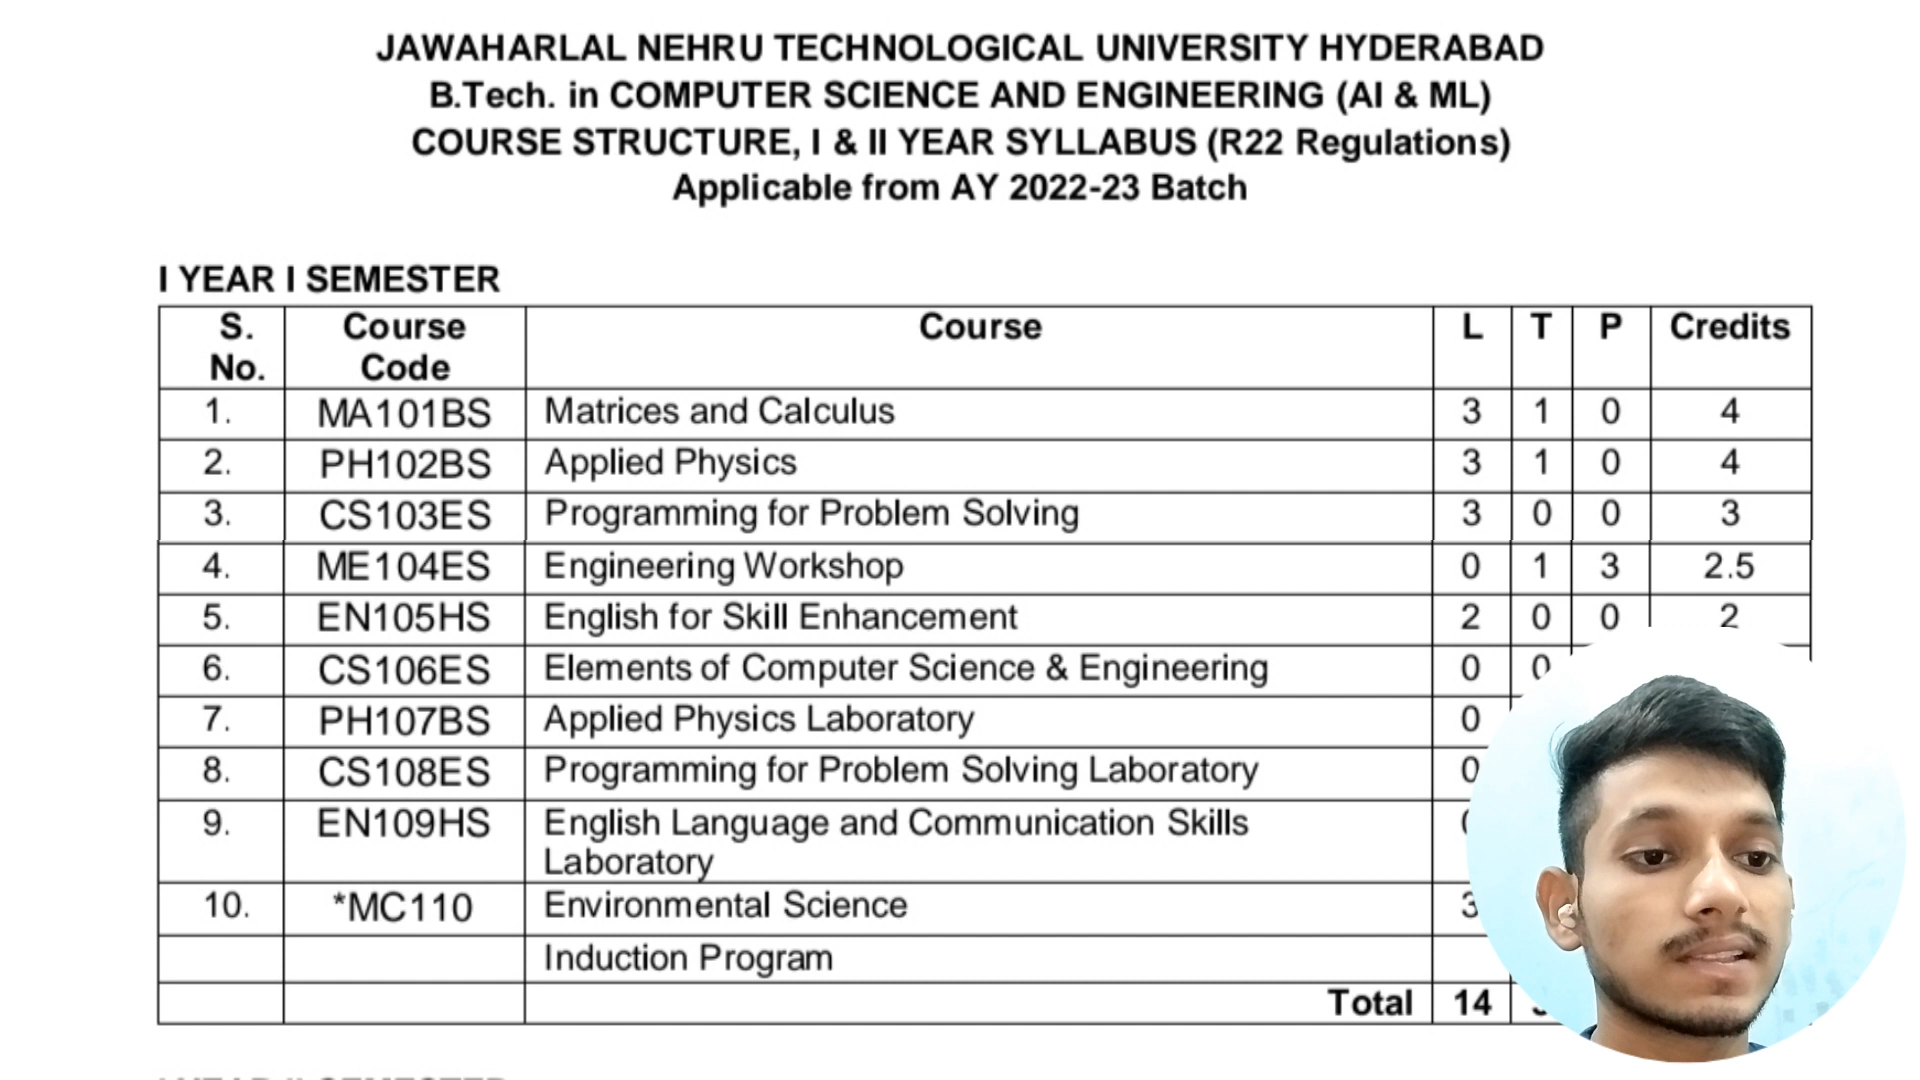 JAWAHARLAL NEHRU TECHNOLOGICAL UNIVERSITY HYDERABAD
B.Tech. in COMPUTER SCIENCE AND ENGINEERING (AI & ML)
COURSE STRUCTURE, I & II YEAR SYLLABUS (R22 Regulations)
Applicable from AY 2022-23 Batch
I YEAR I SEMESTER
S. No. Course Code Course L T P Credits
1. MA101BS Matrices and Calculus 3 1 0 4
2. PH102BS Applied Physics 3 1 0 4
3. CS103ES Programming for Problem Solving 3 0 0 3
4. ME104ES Engineering Workshop 0 1 3 2.5
5. EN105HS English for Skill Enhancement 2 0 0 2
6. CS106ES Elements of Computer Science & Engineering 0 0
7. PH107BS Applied Physics Laboratory 0
8. CS108ES Programming for Problem Solving Laboratory 0
9. EN109HS English Language and Communication Skills
Laboratory
10. *MC110 Environmental Science 3
Induction Program
Total 14